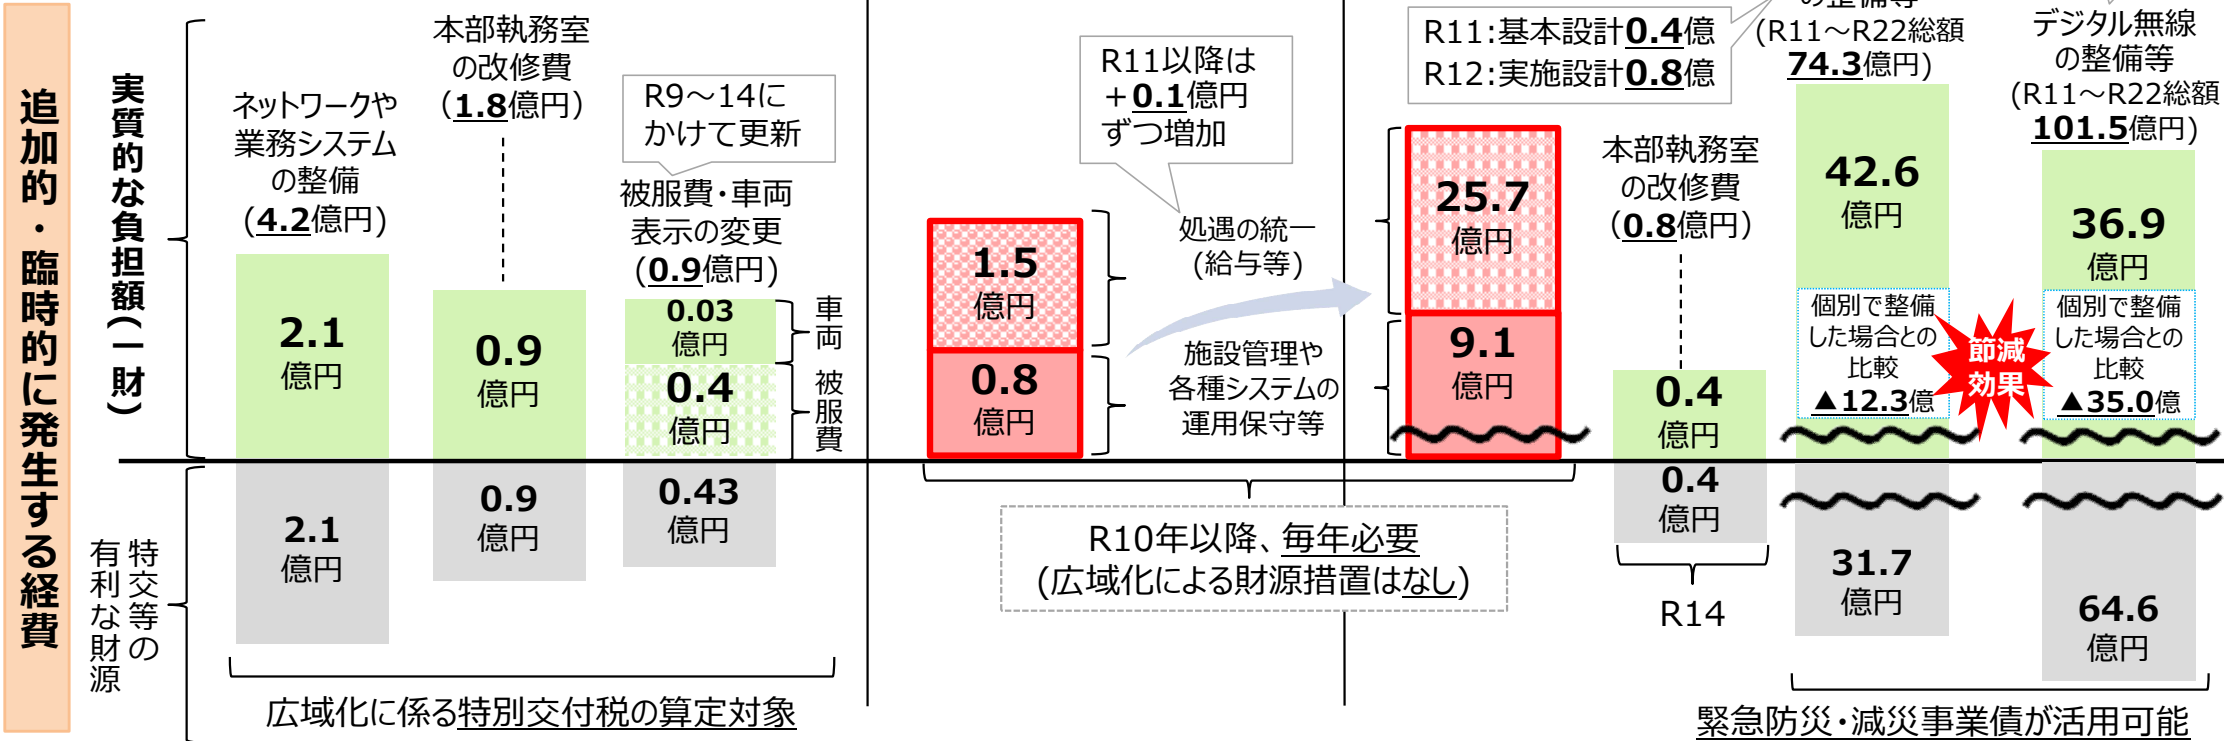 追加的・臨時的に発生する経費
実質的な負担額(一財)
特交等の
有利な財源
ネットワークや
業務システム
の整備
(4.2億円)
2.1
億円
2.1
億円
本部執務室
の改修費
(1.8億円)
0.9
億円
0.9
億円
R9～14に
かけて更新
被服費・車両
表示の変更
(0.9億円)
0.03
億円
0.4
億円
車両
被服費
0.43
億円
広域化に係る特別交付税の算定対象
R11以降は
＋0.1億円
ずつ増加
1.5
億円
0.8
億円
処遇の統一
(給与等)
施設管理や
各種システムの
運用保守等
R10年以降、毎年必要
(広域化による財源措置はなし)
R11:基本設計0.4億
R12:実施設計0.8億
25.7
億円
9.1
億円
本部執務室
の改修費
(0.8億円)
0.4
億円
0.4
億円
R14
の整備等
(R11～R22総額
74.3億円)
42.6
億円
個別で整備
した場合との
比較
▲12.3億
31.7
億円
節減
効果
デジタル無線
の整備等
(R11～R22総額
101.5億円)
36.9
億円
個別で整備
した場合との
比較
▲35.0億
64.6
億円
緊急防災・減災事業債が活用可能